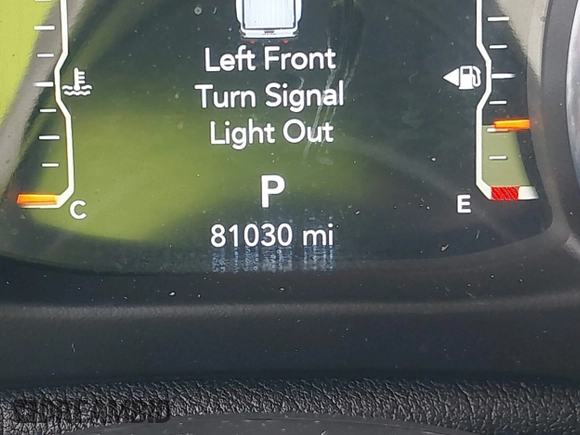 Left Front
Turn Signal
Light Out
P
C
E
81030 mi